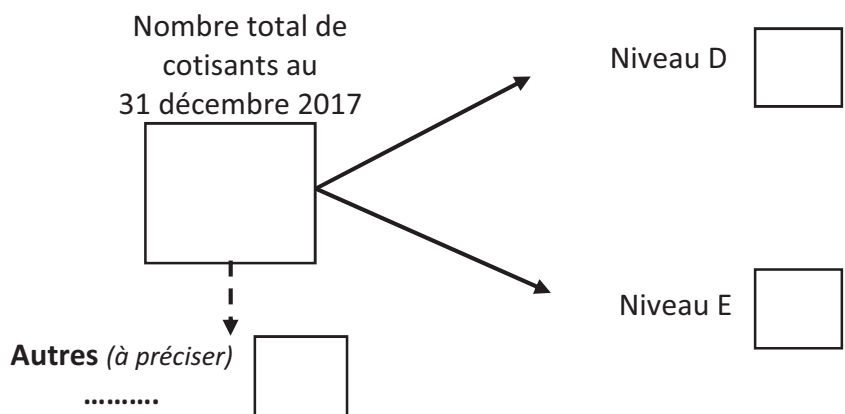 Nombre total de
cotisants au
31 décembre 2017
Niveau D
Niveau E
Autres (à préciser)
..........